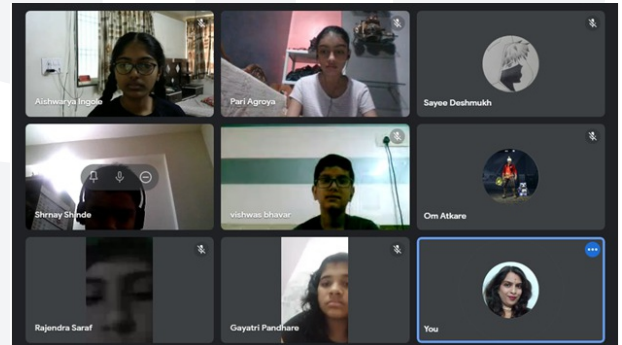 Aishwarya Ingole
Pari Agroya
Sayee Deshmukh
Shrnay Shinde
vishwas bhavar
Om Atkare
Rajendra Saraf
Gayatri Pandhare
You